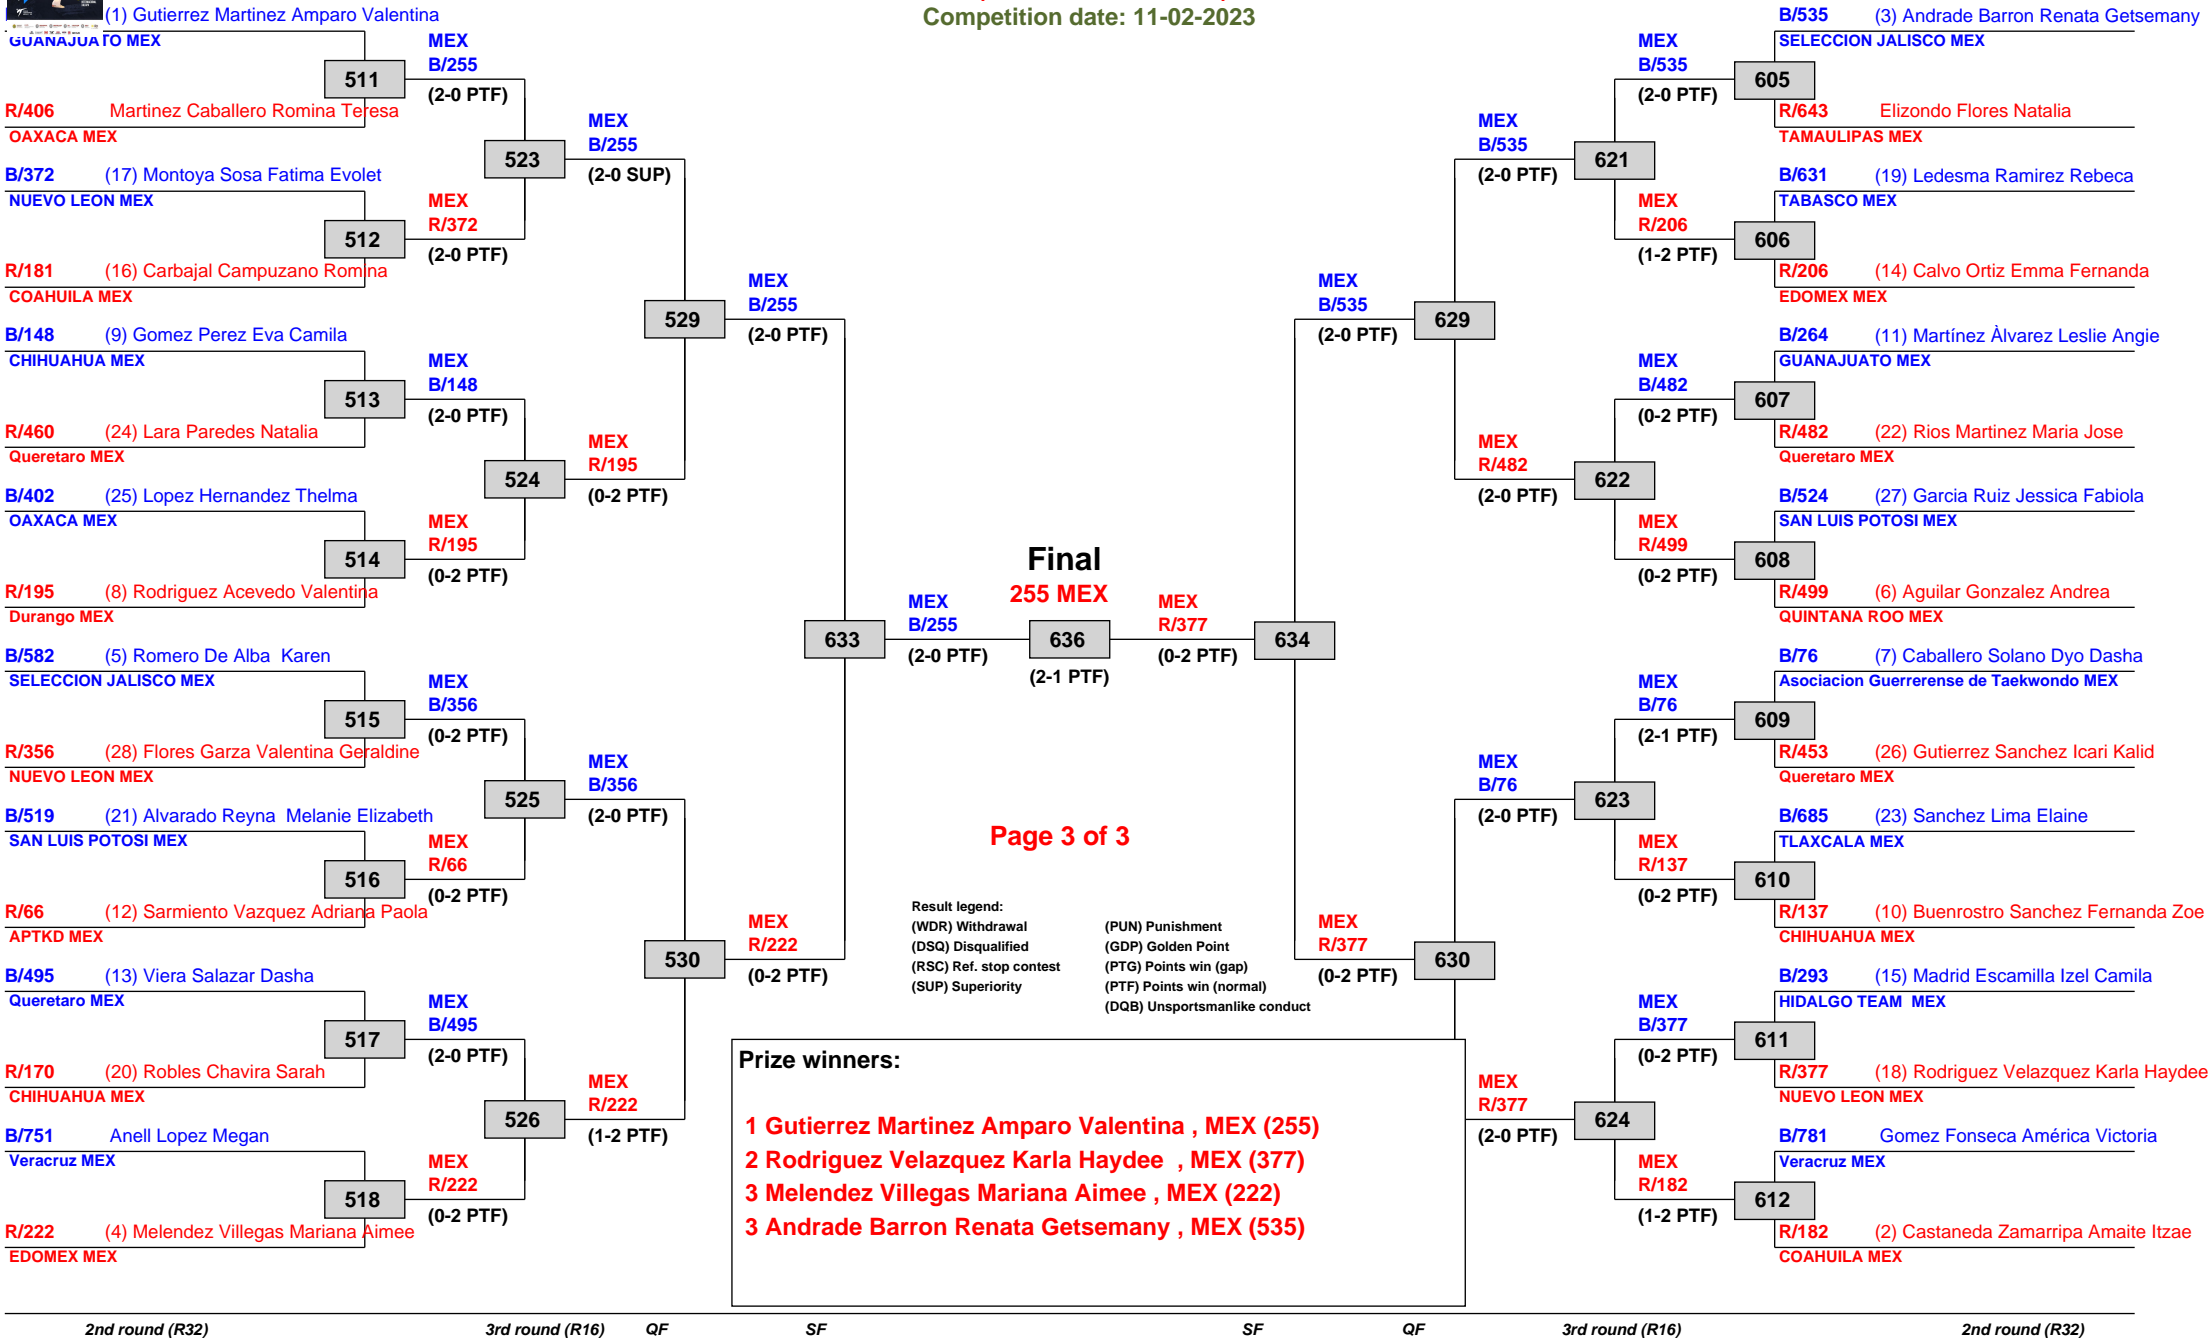 Competition date: 11-02-2023
(1) Gutierrez Martinez Amparo Valentina
GUANAJUATO MEX
511
R/406 Martinez Caballero Romina Teresa
OAXACA MEX
B/372 (17) Montoya Sosa Fatima Evolet
NUEVO LEON MEX
512
R/181 (16) Carbajal Campuzano Romina
COAHUILA MEX
B/148 (9) Gomez Perez Eva Camila
CHIHUAHUA MEX
513
R/460 (24) Lara Paredes Natalia
Queretaro MEX
B/402 (25) Lopez Hernandez Thelma
OAXACA MEX
514
R/195 (8) Rodriguez Acevedo Valentina
Durango MEX
B/582 (5) Romero De Alba Karen
SELECCION JALISCO MEX
515
R/356 (28) Flores Garza Valentina Geraldine
NUEVO LEON MEX
B/519 (21) Alvarado Reyna Melanie Elizabeth
SAN LUIS POTOSI MEX
516
R/66 (12) Sarmiento Vazquez Adriana Paola
APTKD MEX
B/495 (13) Viera Salazar Dasha
Queretaro MEX
517
R/170 (20) Robles Chavira Sarah
CHIHUAHUA MEX
B/751 Anell Lopez Megan
Veracruz MEX
518
R/222 (4) Melendez Villegas Mariana Aimee
EDOMEX MEX
MEX
B/255
(2-0 PTF)
523
MEX
R/372
(2-0 PTF)
MEX
B/148
(2-0 PTF)
524
MEX
R/195
(0-2 PTF)
MEX
B/356
(0-2 PTF)
525
MEX
R/66
(0-2 PTF)
MEX
B/495
(2-0 PTF)
526
MEX
R/222
(0-2 PTF)
MEX
B/255
(2-0 SUP)
529
MEX
R/195
(0-2 PTF)
MEX
B/356
(2-0 PTF)
530
MEX
R/222
(1-2 PTF)
MEX
B/255
(2-0 PTF)
633
MEX
R/222
(0-2 PTF)
MEX
B/255
(2-0 PTF)
Final
255 MEX
636
(2-1 PTF)
MEX
R/377
(0-2 PTF)
634
MEX
B/535
(2-0 PTF)
MEX
R/377
(0-2 PTF)
629
630
MEX
B/535
(2-0 PTF)
MEX
R/482
(2-0 PTF)
MEX
B/76
(2-0 PTF)
MEX
R/377
(2-0 PTF)
621
622
623
624
MEX
B/535
(2-0 PTF)
MEX
R/206
(1-2 PTF)
MEX
B/482
(0-2 PTF)
MEX
R/499
(0-2 PTF)
MEX
B/76
(2-1 PTF)
MEX
R/137
(0-2 PTF)
MEX
B/377
(0-2 PTF)
MEX
R/182
(1-2 PTF)
B/535 (3) Andrade Barron Renata Getsemany
SELECCION JALISCO MEX
605
R/643 Elizondo Flores Natalia
TAMAULIPAS MEX
B/631 (19) Ledesma Ramirez Rebeca
TABASCO MEX
606
R/206 (14) Calvo Ortiz Emma Fernanda
EDOMEX MEX
B/264 (11) Martínez Àlvarez Leslie Angie
GUANAJUATO MEX
607
R/482 (22) Rios Martinez Maria Jose
Queretaro MEX
B/524 (27) Garcia Ruiz Jessica Fabiola
SAN LUIS POTOSI MEX
608
R/499 (6) Aguilar Gonzalez Andrea
QUINTANA ROO MEX
B/76 (7) Caballero Solano Dyo Dasha
Asociacion Guerrerense de Taekwondo MEX
609
R/453 (26) Gutierrez Sanchez Icari Kalid
Queretaro MEX
B/685 (23) Sanchez Lima Elaine
TLAXCALA MEX
610
R/137 (10) Buenrostro Sanchez Fernanda Zoe
CHIHUAHUA MEX
B/293 (15) Madrid Escamilla Izel Camila
HIDALGO TEAM MEX
611
R/377 (18) Rodriguez Velazquez Karla Haydee
NUEVO LEON MEX
B/781 Gomez Fonseca América Victoria
Veracruz MEX
612
R/182 (2) Castaneda Zamarripa Amaite Itzae
COAHUILA MEX
Page 3 of 3
Result legend:
(WDR) Withdrawal (PUN) Punishment
(DSQ) Disqualified (GDP) Golden Point
(RSC) Ref. stop contest (PTG) Points win (gap)
(SUP) Superiority (PTF) Points win (normal)
(DQB) Unsportsmanlike conduct
Prize winners:
1 Gutierrez Martinez Amparo Valentina , MEX (255)
2 Rodriguez Velazquez Karla Haydee , MEX (377)
3 Melendez Villegas Mariana Aimee , MEX (222)
3 Andrade Barron Renata Getsemany , MEX (535)
2nd round (R32) 3rd round (R16) QF SF SF QF 3rd round (R16) 2nd round (R32)